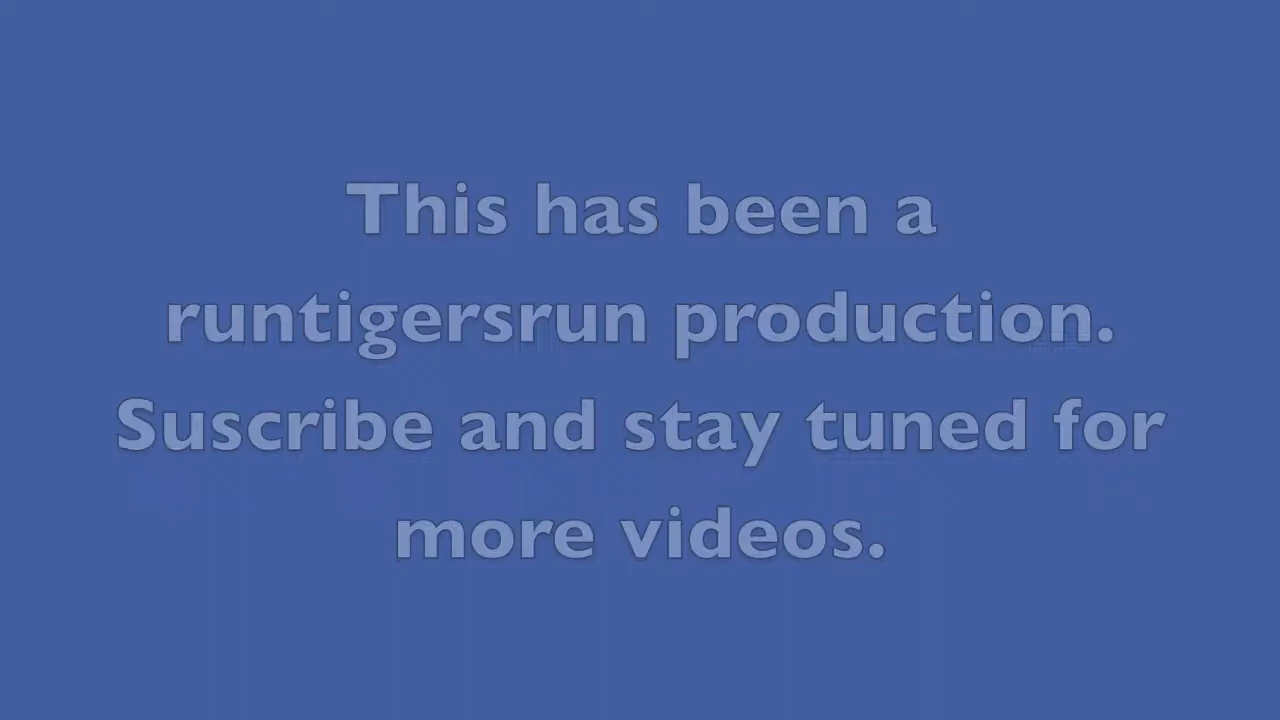 This has been a
runtigersrun production.
Suscribe and stay tuned for
more videos.